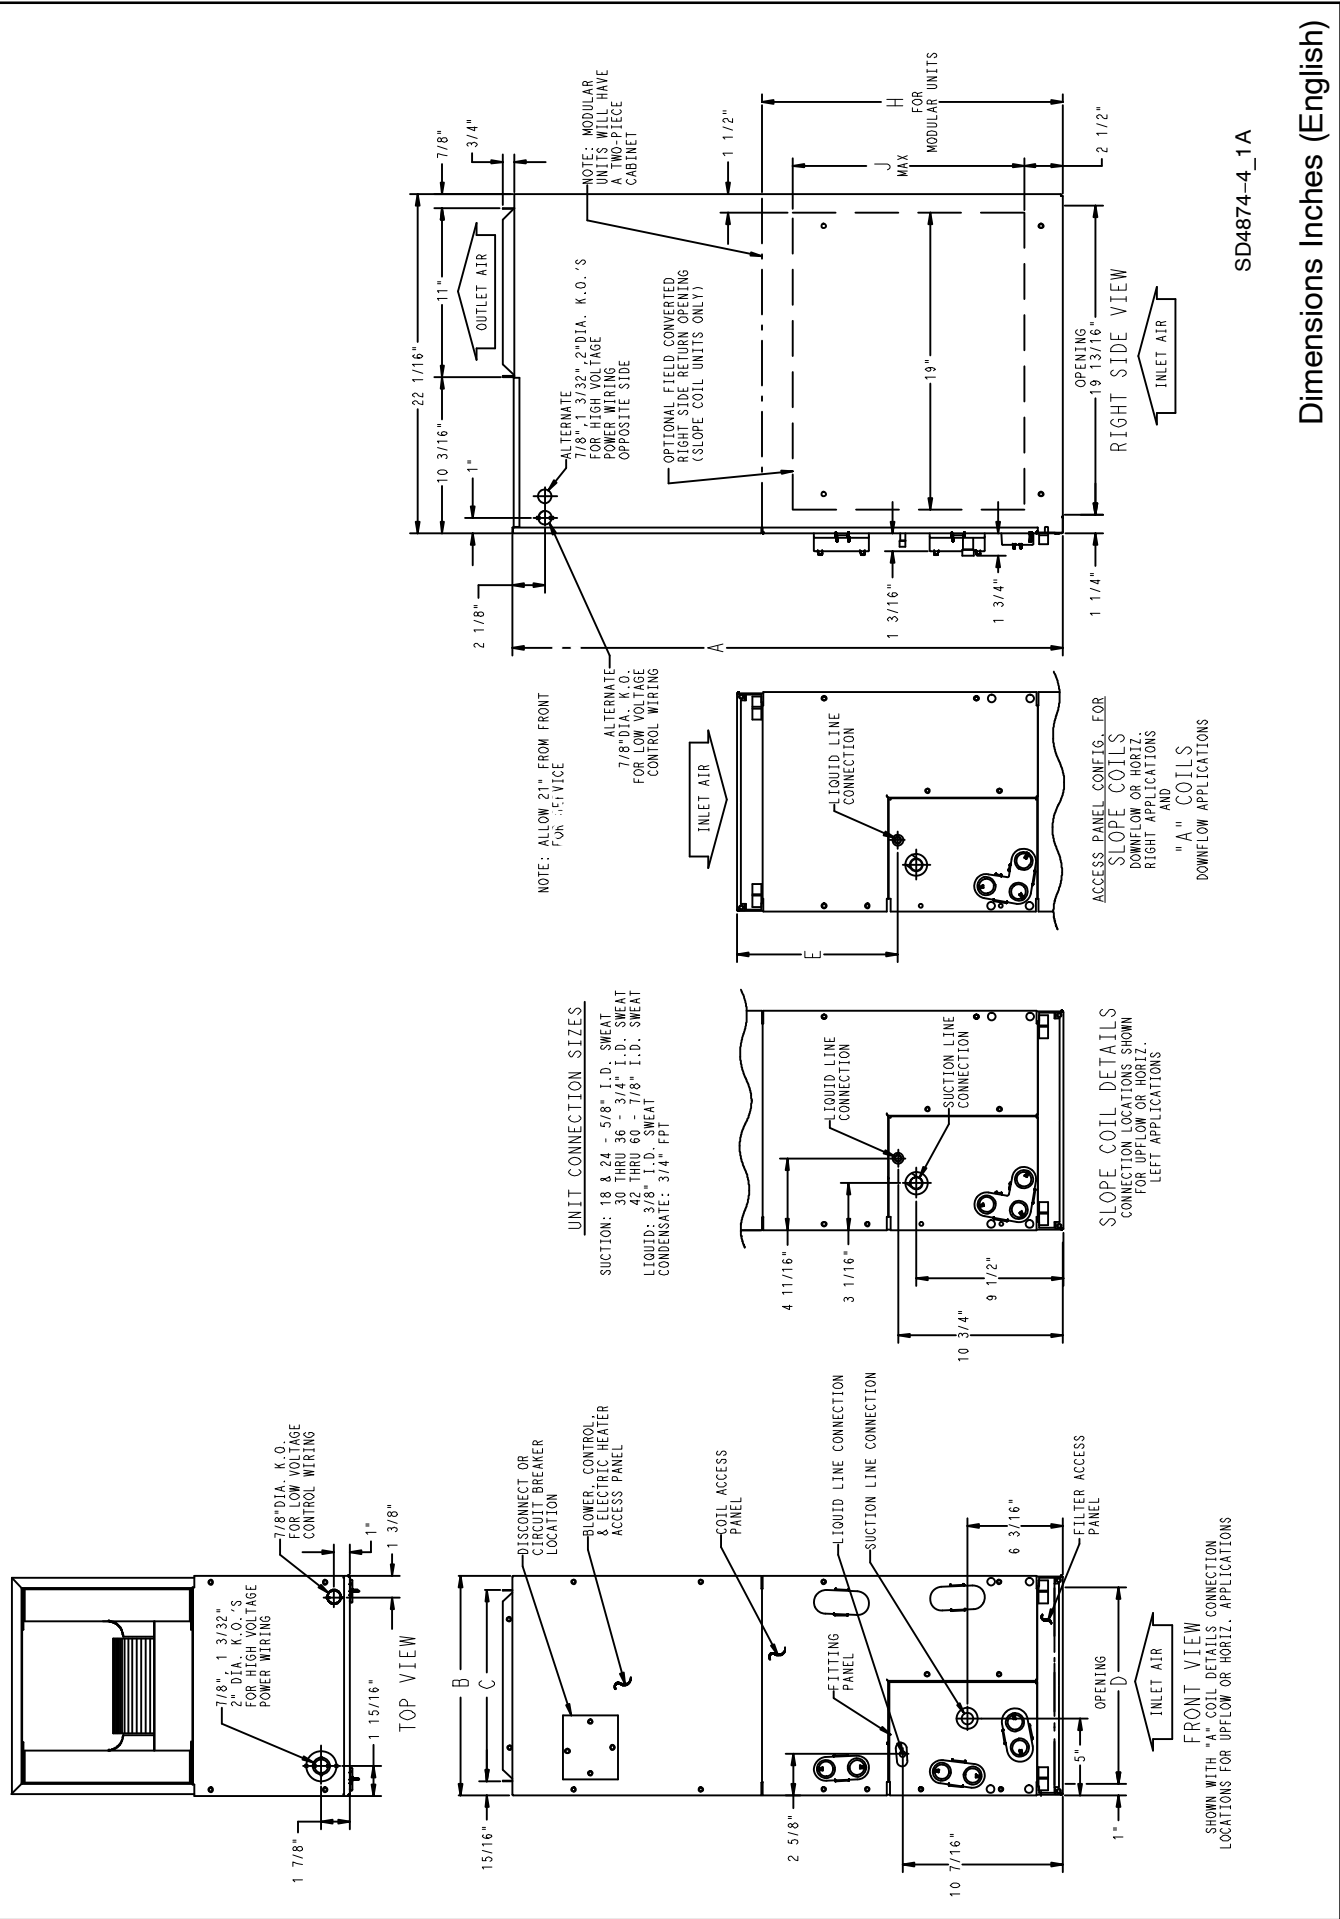 Dimensions Inches (English)
SD4874-4_1A
7/8" DIA. K.O.
FOR LOW VOLTAGE
CONTROL WIRING
7/8", 1 3/32"
2" DIA. K.O.'S
FOR HIGH VOLTAGE
POWER WIRING
1 7/8"
1 15/16"
1"
1 3/8"
TOP VIEW
B
C
15/16"
DISCONNECT OR
CIRCUIT BREAKER
LOCATION
BLOWER, CONTROL,
& ELECTRIC HEATER
ACCESS PANEL
COIL ACCESS
PANEL
FITTING
PANEL
LIQUID LINE CONNECTION
SUCTION LINE CONNECTION
2 5/8"
10 7/16"
6 3/16"
FILTER ACCESS
PANEL
5"
1"
OPENING
D
INLET AIR
FRONT VIEW
SHOWN WITH "A" COIL DETAILS CONNECTION
LOCATIONS FOR UPFLOW OR HORIZ. APPLICATIONS
UNIT CONNECTION SIZES
SUCTION: 18 & 24 - 5/8" I.D. SWEAT
30 THRU 36 - 3/4" I.D. SWEAT
42 THRU 60 - 7/8" I.D. SWEAT
LIQUID: 3/8" I.D. SWEAT
CONDENSATE: 3/4" FPT
4 11/16"
3 1/16"
LIQUID LINE
CONNECTION
SUCTION LINE
CONNECTION
9 1/2"
10 3/4"
SLOPE COIL DETAILS
CONNECTION LOCATIONS SHOWN
FOR UPFLOW OR HORIZ.
LEFT APPLICATIONS
NOTE: ALLOW 21" FROM FRONT
FOR
INLET AIR
E
LIQUID LINE
CONNECTION
ACCESS PANEL CONFIG. FOR
SLOPE COILS
DOWNFLOW OR HORIZ.
RIGHT APPLICATIONS
AND
"A" COILS
DOWNFLOW APPLICATIONS
22 1/16"
10 3/16"
11"
7/8"
3/4"
1"
OUTLET AIR
2 1/8"
ALTERNATE
7/8", 1 3/32", 2"DIA. K.O.'S
FOR HIGH VOLTAGE
POWER WIRING
OPPOSITE SIDE
NOTE: MODULAR
UNITS WILL HAVE
A TWO-PIECE
CABINET
ALTERNATE
7/8"DIA. K.O.
FOR LOW VOLTAGE
CONTROL WIRING
OPTIONAL FIELD CONVERTED
RIGHT SIDE RETURN OPENING
(SLOPE COIL UNITS ONLY)
A
1 1/2"
H
FOR
MODULAR UNITS
J
MAX
19"
1 3/16"
1 3/4"
1 1/4"
2 1/2"
OPENING
19 13/16"
RIGHT SIDE VIEW
INLET AIR